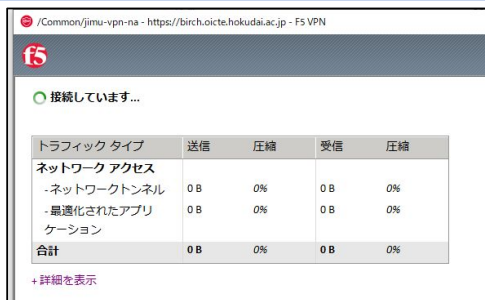 /Common/jimu-vpn-na - https://birch.oicte.hokudai.ac.jp - F5 VPN
f5
接続しています...
トラフィック タイプ 送信 圧縮 受信 圧縮
ネットワーク アクセス
-ネットワークトンネル 0 B 0% 0 B 0%
-最適化されたアプリ 0 B 0% 0 B 0%
ケーション
合計 0 B 0% 0 B 0%
+詳細を表示